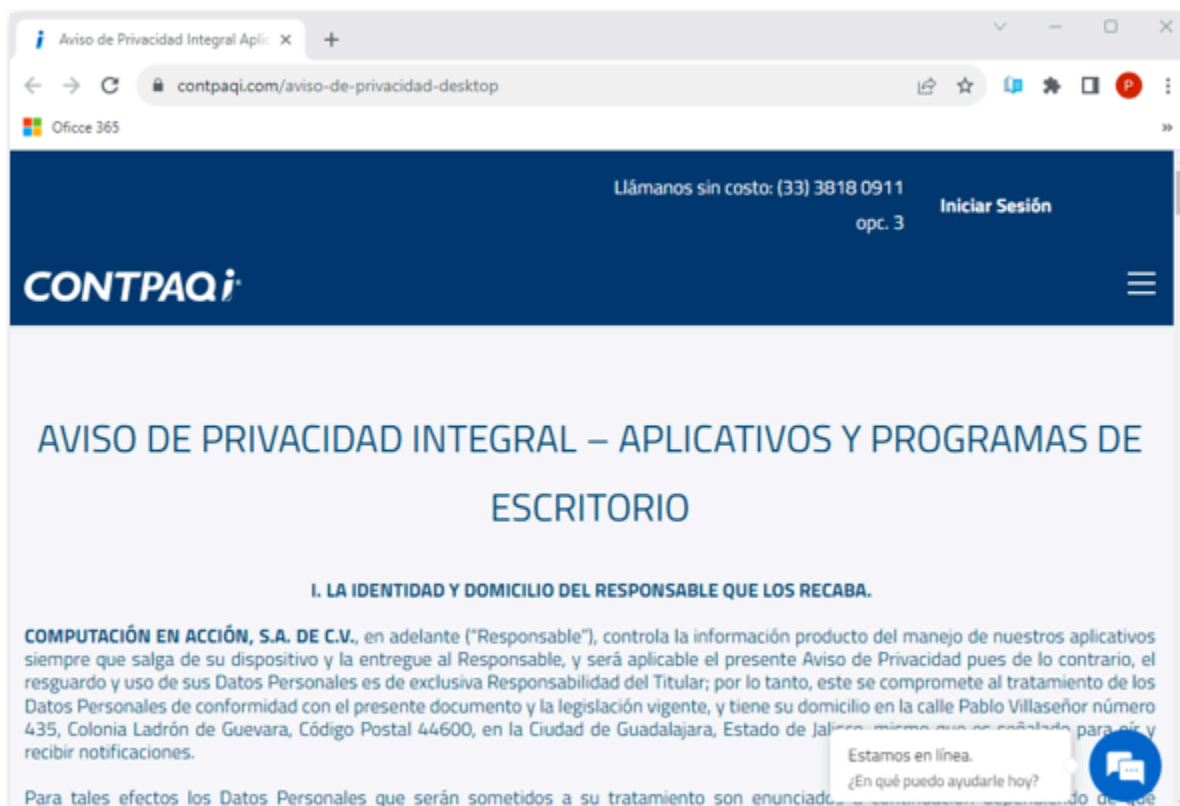 Aviso de Privacidad Integral Aplic
contpaqi.com/aviso-de-privacidad-desktop
P
Oficce 365
»
Llámanos sin costo: (33) 3818 0911
opc. 3
Iniciar Sesión
CONTPAQi
AVISO DE PRIVACIDAD INTEGRAL – APLICATIVOS Y PROGRAMAS DE
ESCRITORIO
I. LA IDENTIDAD Y DOMICILIO DEL RESPONSABLE QUE LOS RECABA.
COMPUTACIÓN EN ACCIÓN, S.A. DE C.V., en adelante ("Responsable"), controla la información producto del manejo de nuestros aplicativos
siempre que salga de su dispositivo y la entregue al Responsable, y será aplicable el presente Aviso de Privacidad pues de lo contrario, el
resguardo y uso de sus Datos Personales es de exclusiva Responsabilidad del Titular; por lo tanto, este se compromete al tratamiento de los
Datos Personales de conformidad con el presente documento y la legislación vigente, y tiene su domicilio en la calle Pablo Villaseñor número
435, Colonia Ladrón de Guevara, Código Postal 44600, en la Ciudad de Guadalajara, Estado de Jalisco, mismo que es señalado para oír y
recibir notificaciones.
Para tales efectos los Datos Personales que serán sometidos a su tratamiento son enunciados
Estamos en línea.
¿En qué puedo ayudarle hoy?